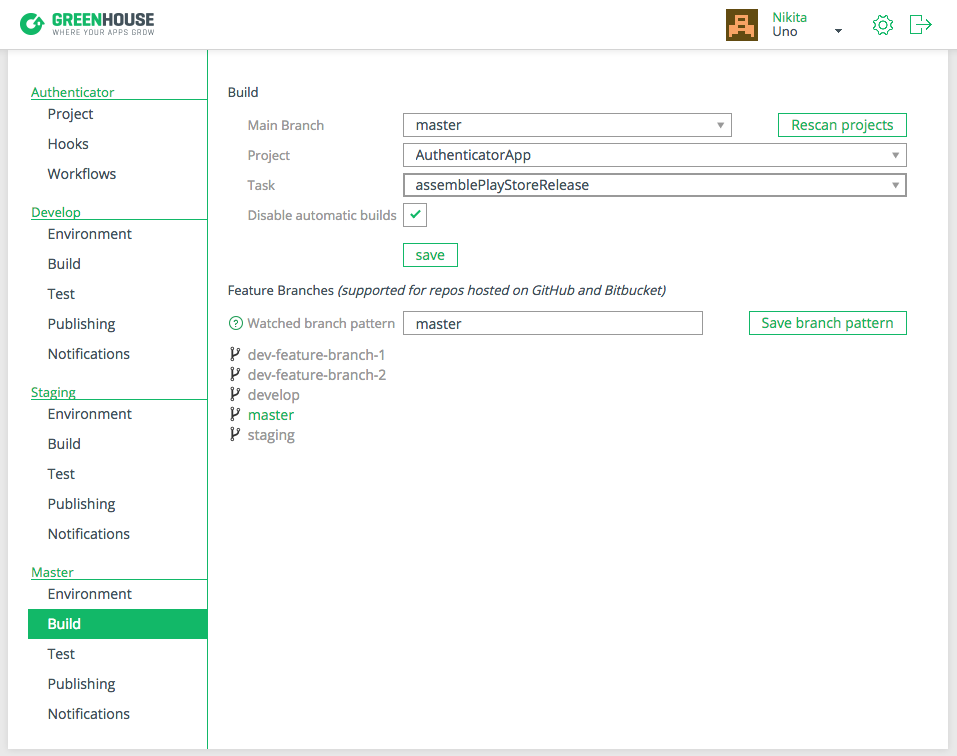 GREENHOUSE
WHERE YOUR APPS GROW
Nikita
Uno
Authenticator
Project
Hooks
Workflows
Develop
Environment
Build
Test
Publishing
Notifications
Staging
Environment
Build
Test
Publishing
Notifications
Master
Environment
Build
Test
Publishing
Notifications
Build
Main Branch master Rescan projects
Project AuthenticatorApp
Task assemblePlayStoreRelease
Disable automatic builds
save
Feature Branches (supported for repos hosted on GitHub and Bitbucket)
? Watched branch pattern master Save branch pattern
dev-feature-branch-1
dev-feature-branch-2
develop
master
staging